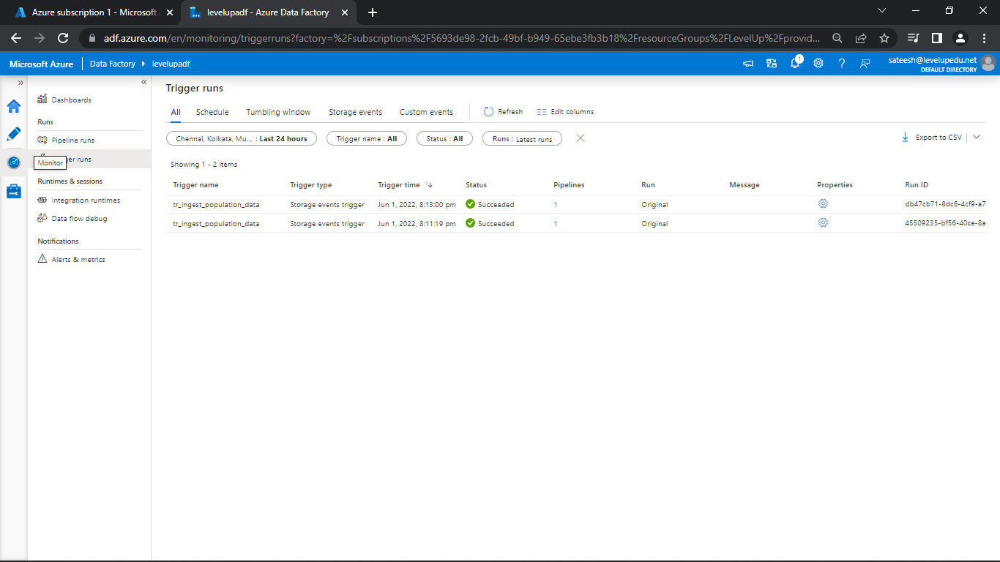 Azure subscription 1 - Microsoft
levelupadf - Azure Data Factory
adf.azure.com/en/monitoring/triggerruns?factory=%2Fsubscriptions%2F5693de98-2fcb-49bf-b949-65ebe3fb3b18%2FresourceGroups%2FLevelUp%2Fprovid...
Microsoft Azure
Data Factory
levelupadf
1
sateesh@levelupedu.net
DEFAULT DIRECTORY
Dashboards
Runs
Pipeline runs
ger runs
Monitor
Runtimes & sessions
Integration runtimes
Data flow debug
Notifications
Alerts & metrics
Trigger runs
All Schedule Tumbling window Storage events Custom events Refresh Edit columns
Chennai, Kolkata, Mu... : Last 24 hours Trigger name : All Status : All Runs : Latest runs Export to CSV
Showing 1 - 2 items
Trigger name Trigger type Trigger time Status Pipelines Run Message Properties Run ID
tr_ingest_population_data Storage events trigger Jun 1, 2022, 8:13:00 pm Succeeded 1 Original db47cb71-8dc6-4cf9-a7
tr_ingest_population_data Storage events trigger Jun 1, 2022, 8:11:19 pm Succeeded 1 Original 45509235-bf56-40ce-8a